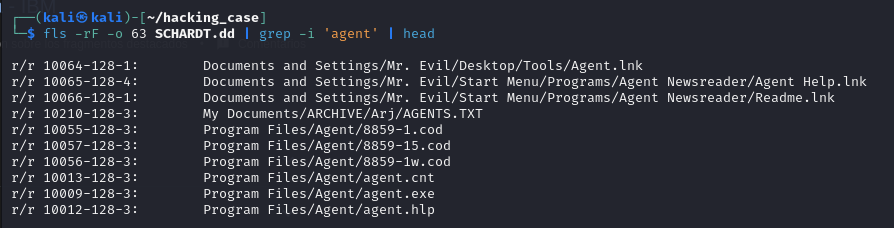 ┌──(kali㉿kali)-[~/hacking_case]
└─$ fls -rF -o 63 SCHARDT.dd | grep -i 'agent' | head
r/r 10064-128-1: Documents and Settings/Mr. Evil/Desktop/Tools/Agent.lnk
r/r 10065-128-4: Documents and Settings/Mr. Evil/Start Menu/Programs/Agent Newsreader/Agent Help.lnk
r/r 10066-128-1: Documents and Settings/Mr. Evil/Start Menu/Programs/Agent Newsreader/Readme.lnk
r/r 10210-128-3: My Documents/ARCHIVE/Arj/AGENTS.TXT
r/r 10055-128-3: Program Files/Agent/8859-1.cod
r/r 10057-128-3: Program Files/Agent/8859-15.cod
r/r 10056-128-3: Program Files/Agent/8859-1w.cod
r/r 10013-128-3: Program Files/Agent/agent.cnt
r/r 10009-128-3: Program Files/Agent/agent.exe
r/r 10012-128-3: Program Files/Agent/agent.hlp